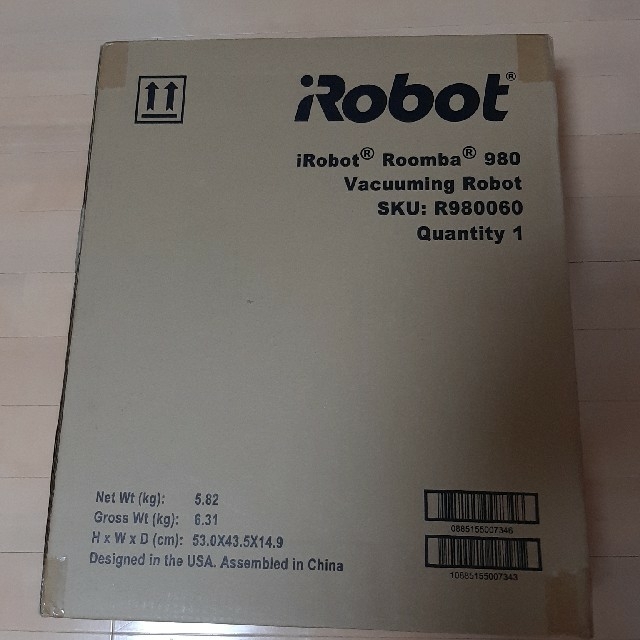 iRobot®
iRobot® Roomba® 980
Vacuuming Robot
SKU: R980060
Quantity 1
Net Wt (kg): 5.82
Gross Wt (kg): 6.31
H x W x D (cm): 53.0X43.5X14.9
Designed in the USA. Assembled in China
0885155007346
10885155007343